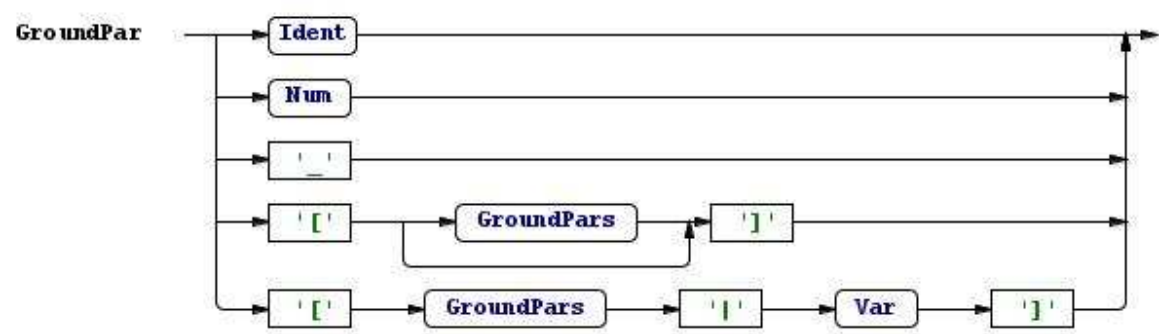 GroundPar Ident
Num
'_'
'[' GroundPars ']'
'[' GroundPars '|' Var ']'